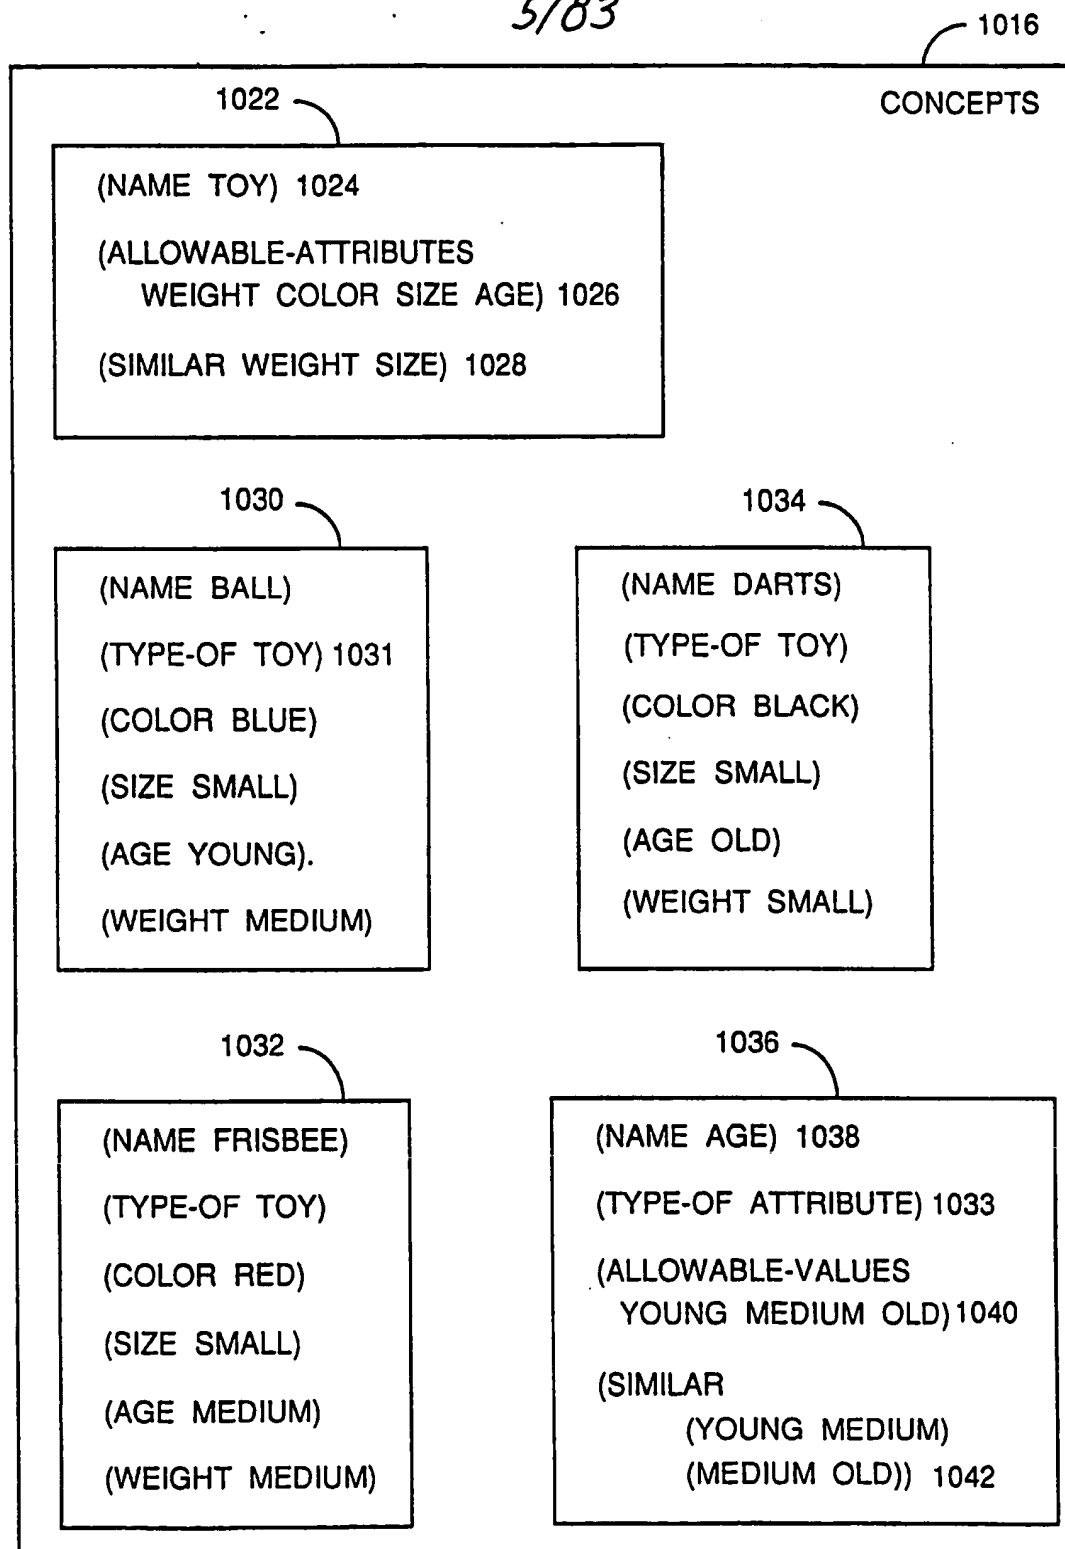 5/83
1016
CONCEPTS
1022
(NAME TOY) 1024
(ALLOWABLE-ATTRIBUTES
WEIGHT COLOR SIZE AGE) 1026
(SIMILAR WEIGHT SIZE) 1028
1030
(NAME BALL)
(TYPE-OF TOY) 1031
(COLOR BLUE)
(SIZE SMALL)
(AGE YOUNG).
(WEIGHT MEDIUM)
1034
(NAME DARTS)
(TYPE-OF TOY)
(COLOR BLACK)
(SIZE SMALL)
(AGE OLD)
(WEIGHT SMALL)
1032
(NAME FRISBEE)
(TYPE-OF TOY)
(COLOR RED)
(SIZE SMALL)
(AGE MEDIUM)
(WEIGHT MEDIUM)
1036
(NAME AGE) 1038
(TYPE-OF ATTRIBUTE) 1033
(ALLOWABLE-VALUES
YOUNG MEDIUM OLD) 1040
(SIMILAR
(YOUNG MEDIUM)
(MEDIUM OLD)) 1042